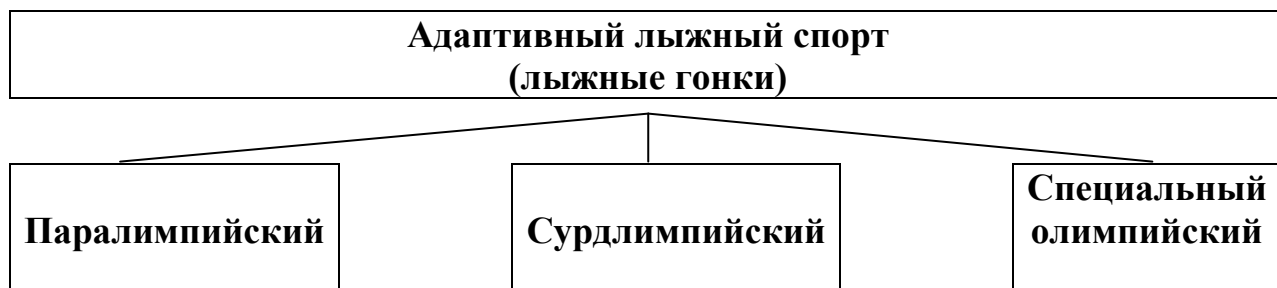 Адаптивный лыжный спорт
(лыжные гонки)
Паралимпийский
Сурдлимпийский
Специальный
олимпийский